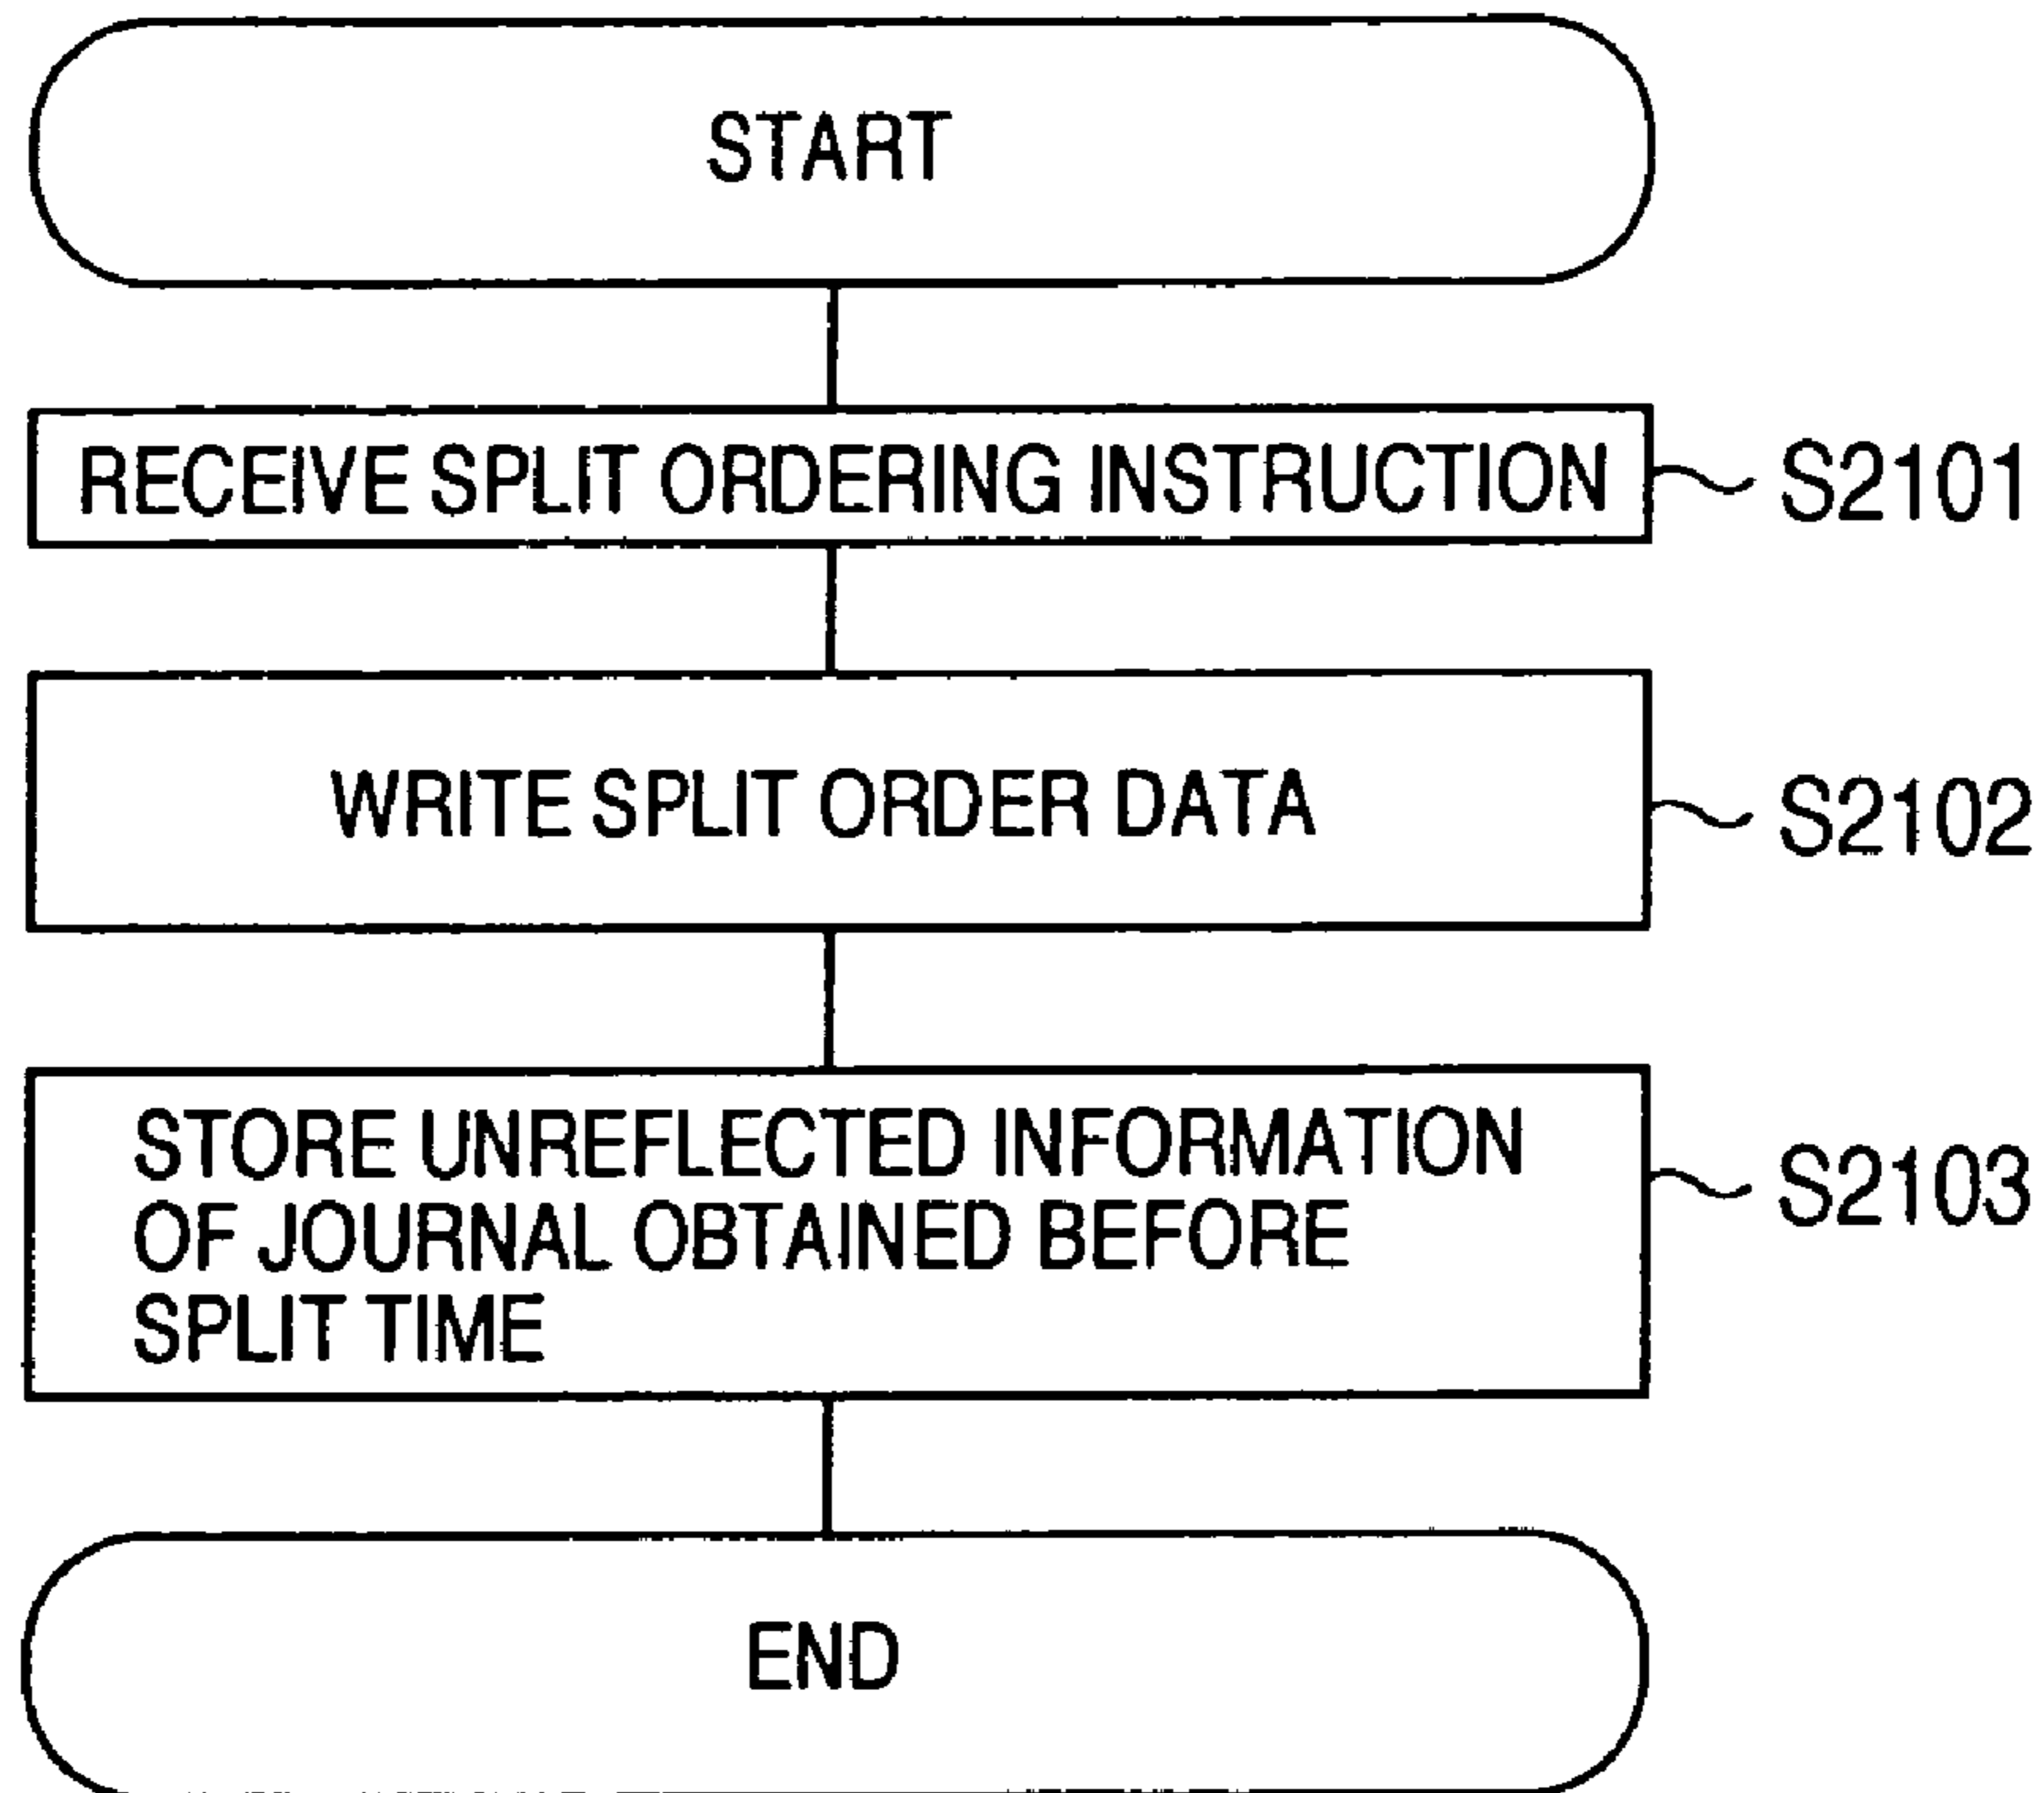 START
RECEIVE SPLIT ORDERING INSTRUCTION
S2101
WRITE SPLIT ORDER DATA
S2102
STORE UNREFLECTED INFORMATION
OF JOURNAL OBTAINED BEFORE
SPLIT TIME
S2103
END